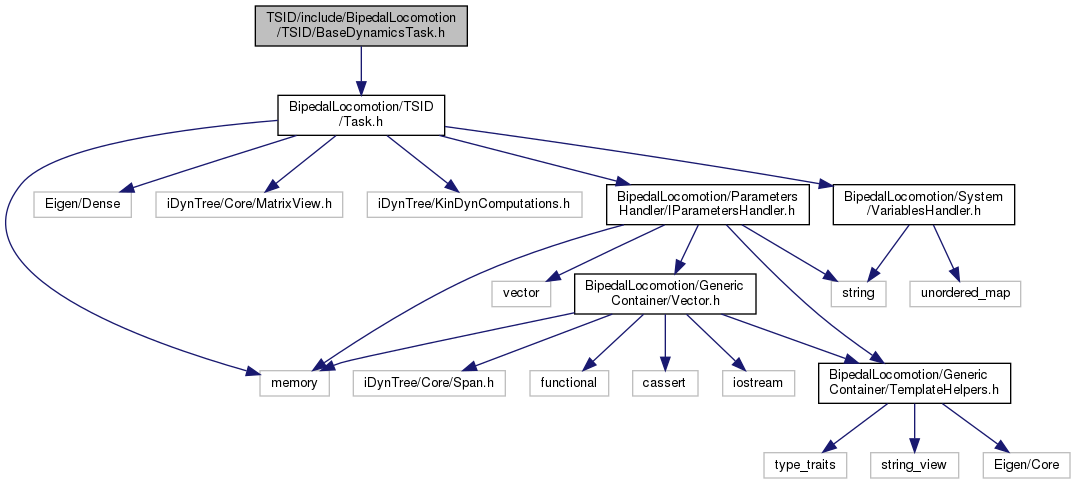 TSID/include/BipedalLocomotion
/TSID/BaseDynamicsTask.h
BipedalLocomotion/TSID
/Task.h
Eigen/Dense
iDynTree/Core/MatrixView.h
iDynTree/KinDynComputations.h
BipedalLocomotion/Parameters
Handler/IParametersHandler.h
BipedalLocomotion/System
/VariablesHandler.h
vector
BipedalLocomotion/Generic
Container/Vector.h
string
unordered_map
memory
iDynTree/Core/Span.h
functional
cassert
iostream
BipedalLocomotion/Generic
Container/TemplateHelpers.h
type_traits
string_view
Eigen/Core